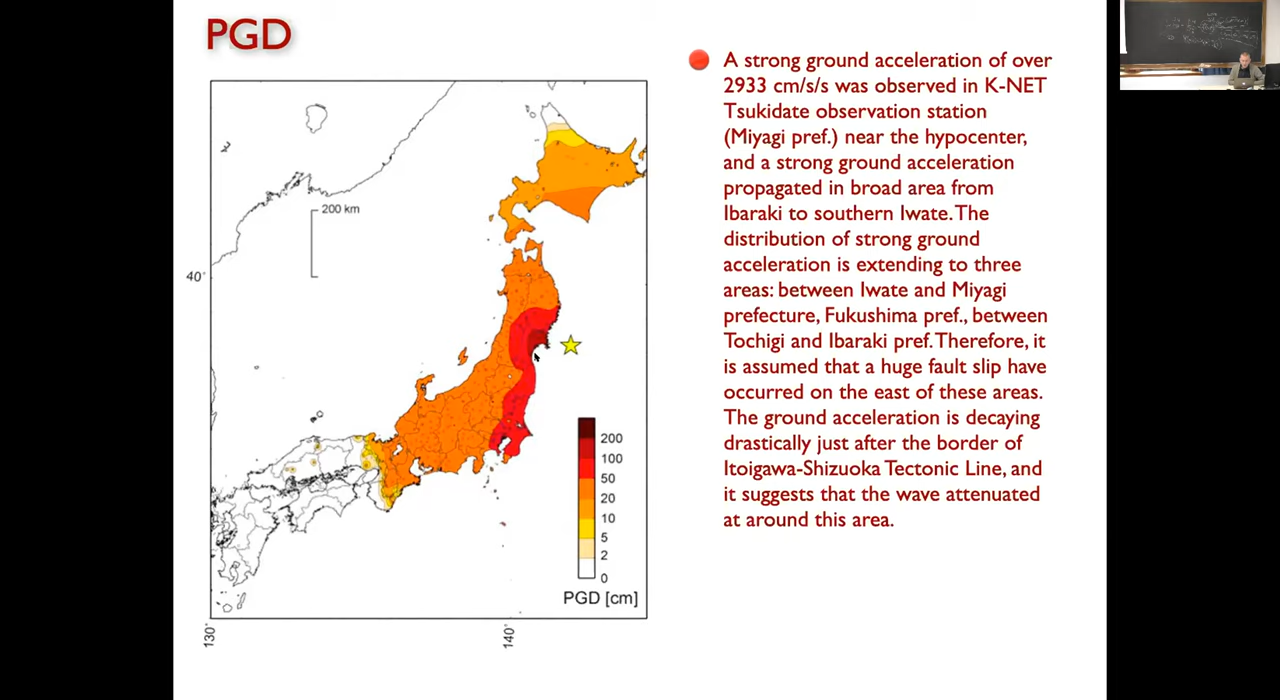 PGD
200 km
40°
200
100
50
20
10
5
2
0
PGD [cm]
130°
140°
A strong ground acceleration of over
2933 cm/s/s was observed in K-NET
Tsukidate observation station
(Miyagi pref.) near the hypocenter,
and a strong ground acceleration
propagated in broad area from
Ibaraki to southern Iwate. The
distribution of strong ground
acceleration is extending to three
areas: between Iwate and Miyagi
prefecture, Fukushima pref., between
Tochigi and Ibaraki pref. Therefore, it
is assumed that a huge fault slip have
occurred on the east of these areas.
The ground acceleration is decaying
drastically just after the border of
Itoigawa-Shizuoka Tectonic Line, and
it suggests that the wave attenuated
at around this area.